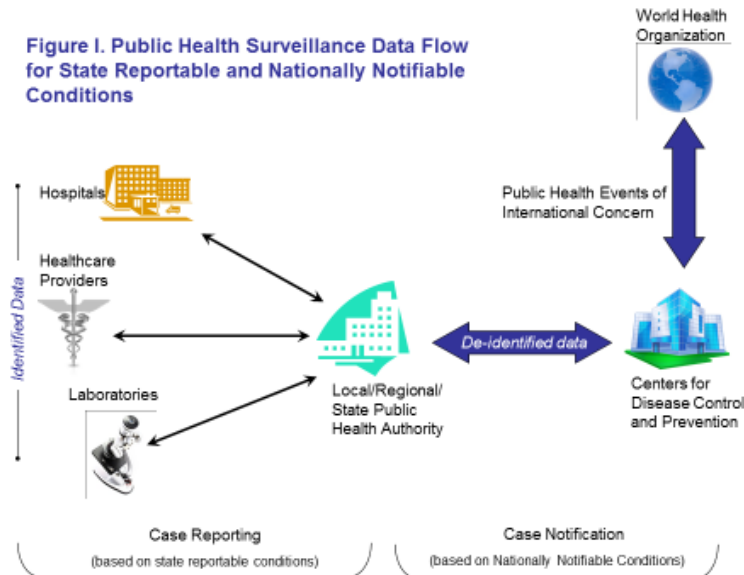 Figure I. Public Health Surveillance Data Flow
for State Reportable and Nationally Notifiable
Conditions
World Health
Organization
Hospitals
Public Health Events of
International Concern
Healthcare
Providers
Identified Data
De-identified data
Laboratories
Local/Regional/
State Public
Health Authority
Centers for
Disease Control
and Prevention
Case Reporting
(based on state reportable conditions)
Case Notification
(based on Nationally Notifiable Conditions)